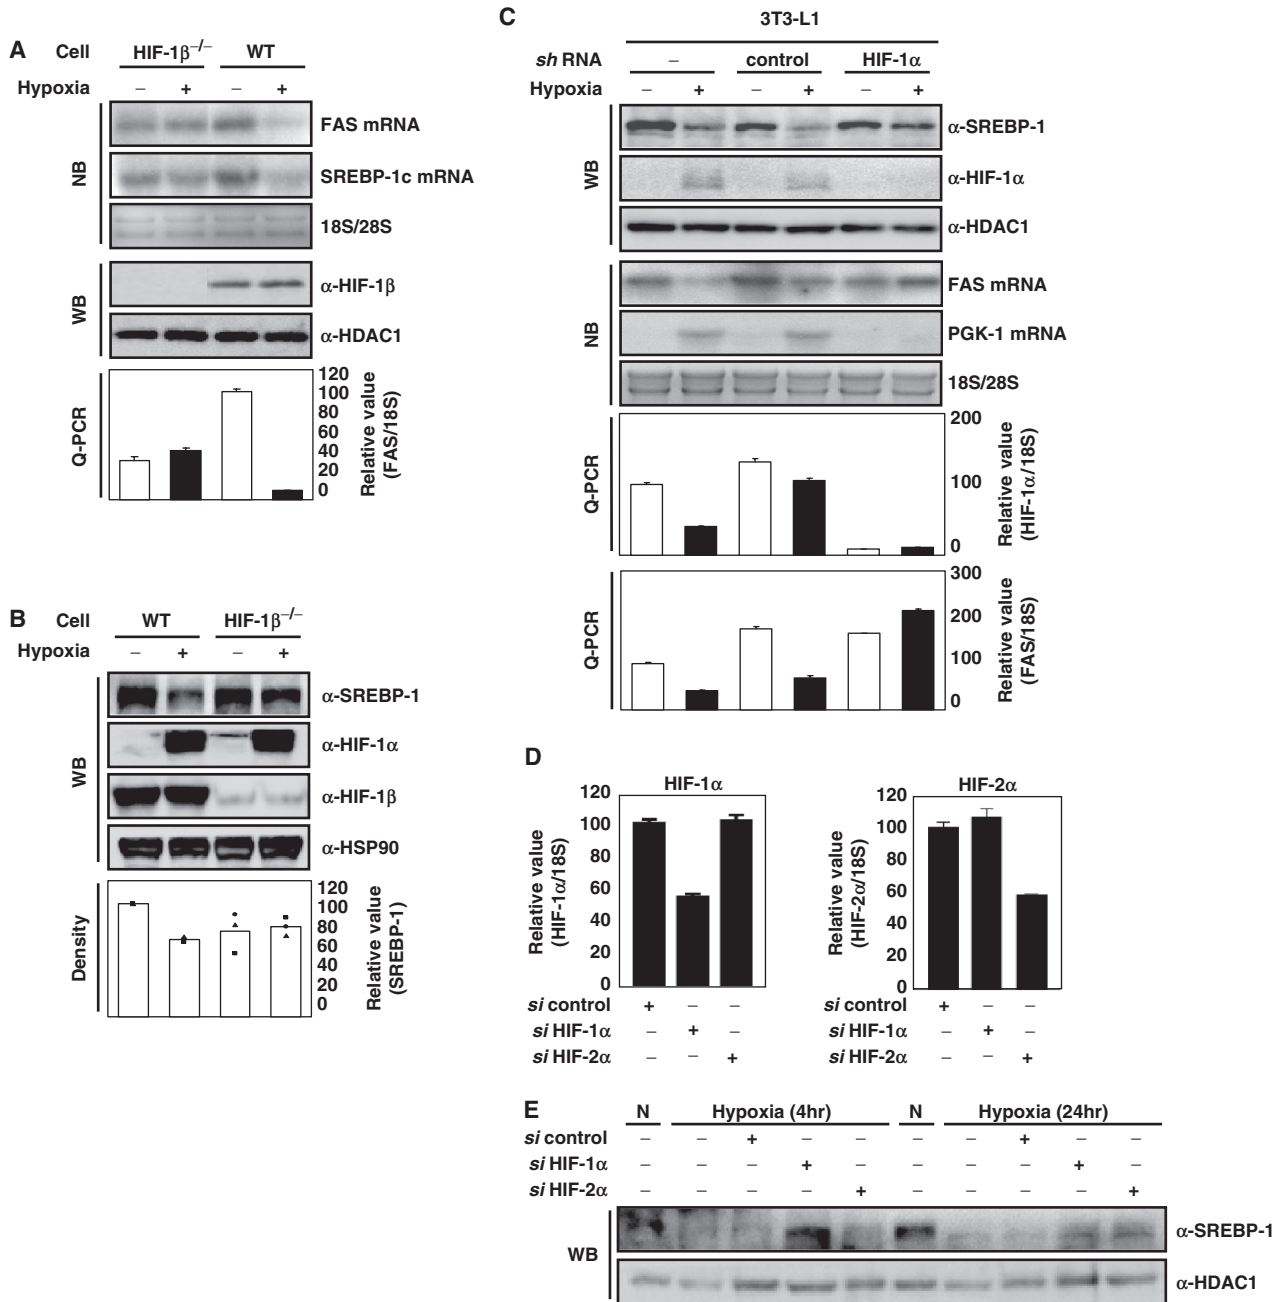 A
Cell HIF-1β−/− WT
Hypoxia − + − +
NB
FAS mRNA
SREBP-1c mRNA
18S/28S
WB
α-HIF-1β
α-HDAC1
Q-PCR
120
100
80
60
40
20
0
Relative value
(FAS/18S)
B
Cell WT HIF-1β−/−
Hypoxia − + − +
WB
α-SREBP-1
α-HIF-1α
α-HIF-1β
α-HSP90
Density
120
100
80
60
40
20
0
Relative value
(SREBP-1)
C
3T3-L1
sh RNA − control HIF-1α
Hypoxia − + − + − +
WB
α-SREBP-1
α-HIF-1α
α-HDAC1
NB
FAS mRNA
PGK-1 mRNA
18S/28S
Q-PCR
200
100
0
Relative value
(HIF-1α/18S)
Q-PCR
300
200
100
0
Relative value
(FAS/18S)
D
HIF-1α
120
100
80
60
40
20
0
Relative value
(HIF-1α/18S)
si control + − −
si HIF-1α − + −
si HIF-2α − − +
HIF-2α
120
100
80
60
40
20
0
Relative value
(HIF-2α/18S)
si control + − −
si HIF-1α − + −
si HIF-2α − − +
E
N Hypoxia (4hr) N Hypoxia (24hr)
si control − − + − − − − + − −
si HIF-1α − − − + − − − − + −
si HIF-2α − − − − + − − − − +
WB
α-SREBP-1
α-HDAC1